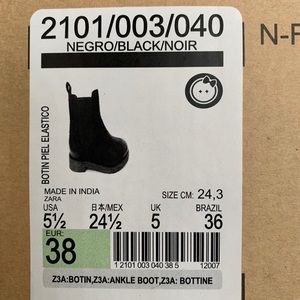 2101/003/040
NEGRO/BLACK/NOIR
N-F
BOTIN PIEL ELASTICO
MADE IN INDIA
ZARA
SIZE CM: 24,3
USA 日本/MEX UK BRAZIL
5½ 24½ 5 36
EUR:
38
1 2101 003 040 38 5 12007
Z3A:BOTIN,Z3A:ANKLE BOOT,Z3A: BOTTINE